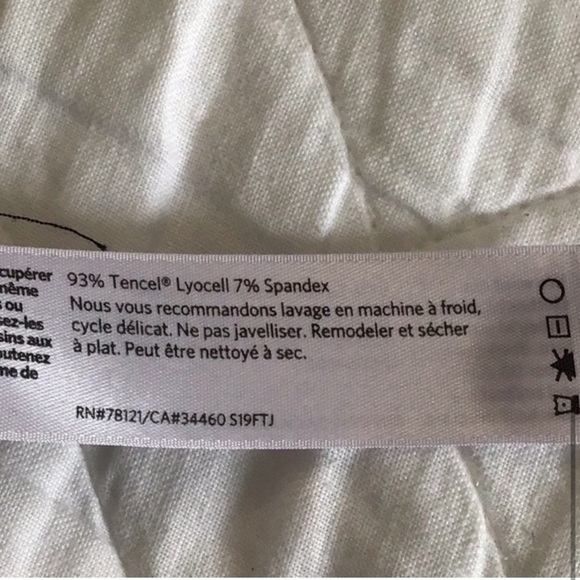 cupérer
même
ou
sez-les
sins aux
outenez
me de
93% Tencel® Lyocell 7% Spandex
Nous vous recommandons lavage en machine à froid,
cycle délicat. Ne pas javelliser. Remodeler et sécher
à plat. Peut être nettoyé à sec.
RN#78121/CA#34460 S19FTJ